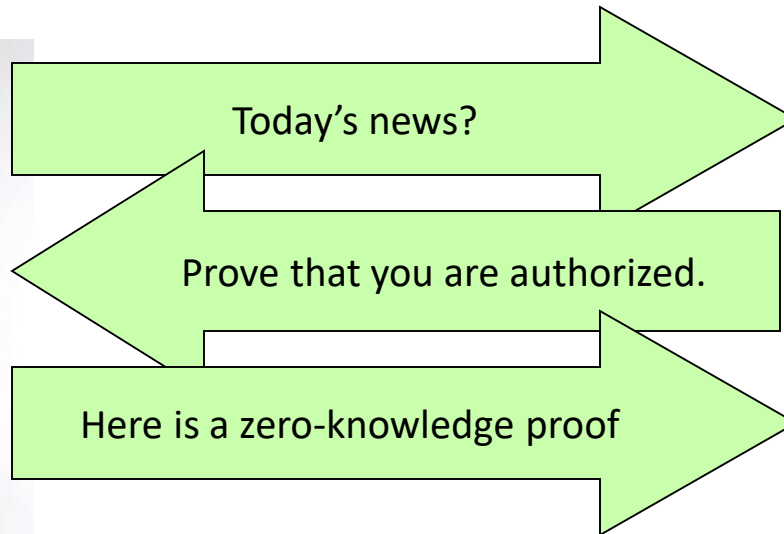 Today’s news?
Prove that you are authorized.
Here is a zero-knowledge proof